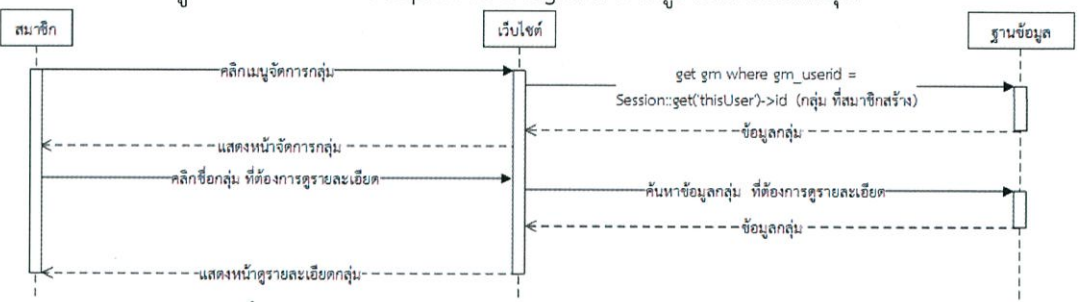 สมาชิก
เว็บไซต์
ฐานข้อมูล
คลิกเมนูจัดการกลุ่ม
get gm where gm_userid =
Session::get('thisUser')->id (กลุ่ม ที่สมาชิกสร้าง)
ข้อมูลกลุ่ม
แสดงหน้าจัดการกลุ่ม
คลิกชื่อกลุ่ม ที่ต้องการดูรายละเอียด
ค้นหาข้อมูลกลุ่ม ที่ต้องการดูรายละเอียด
ข้อมูลกลุ่ม
แสดงหน้าดูรายละเอียดกลุ่ม